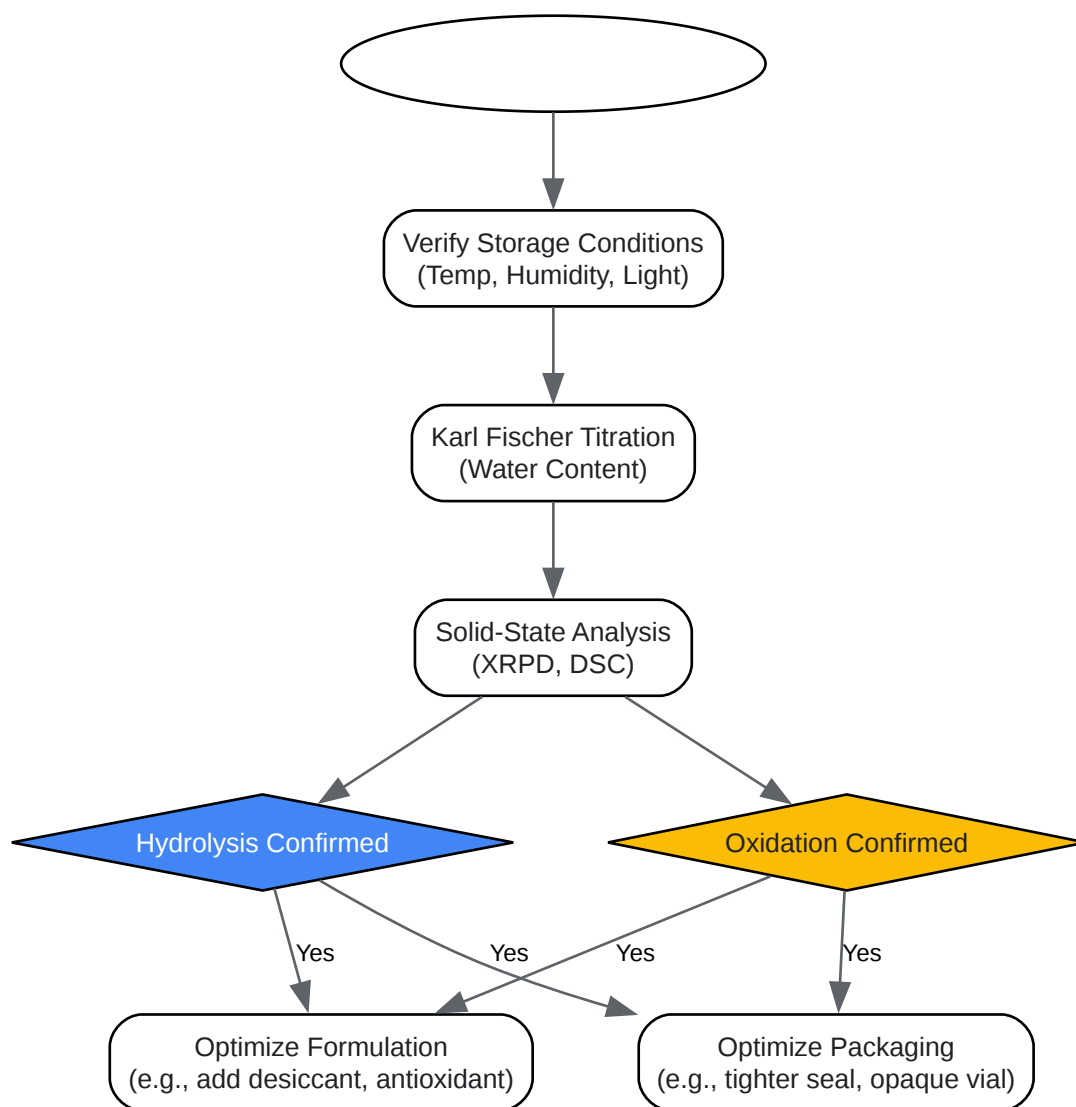 Verify Storage Conditions
(Temp, Humidity, Light)
Karl Fischer Titration
(Water Content)
Solid-State Analysis
(XRPD, DSC)
Hydrolysis Confirmed
Oxidation Confirmed
Yes
Yes
Yes
Yes
Optimize Formulation
(e.g., add desiccant, antioxidant)
Optimize Packaging
(e.g., tighter seal, opaque vial)